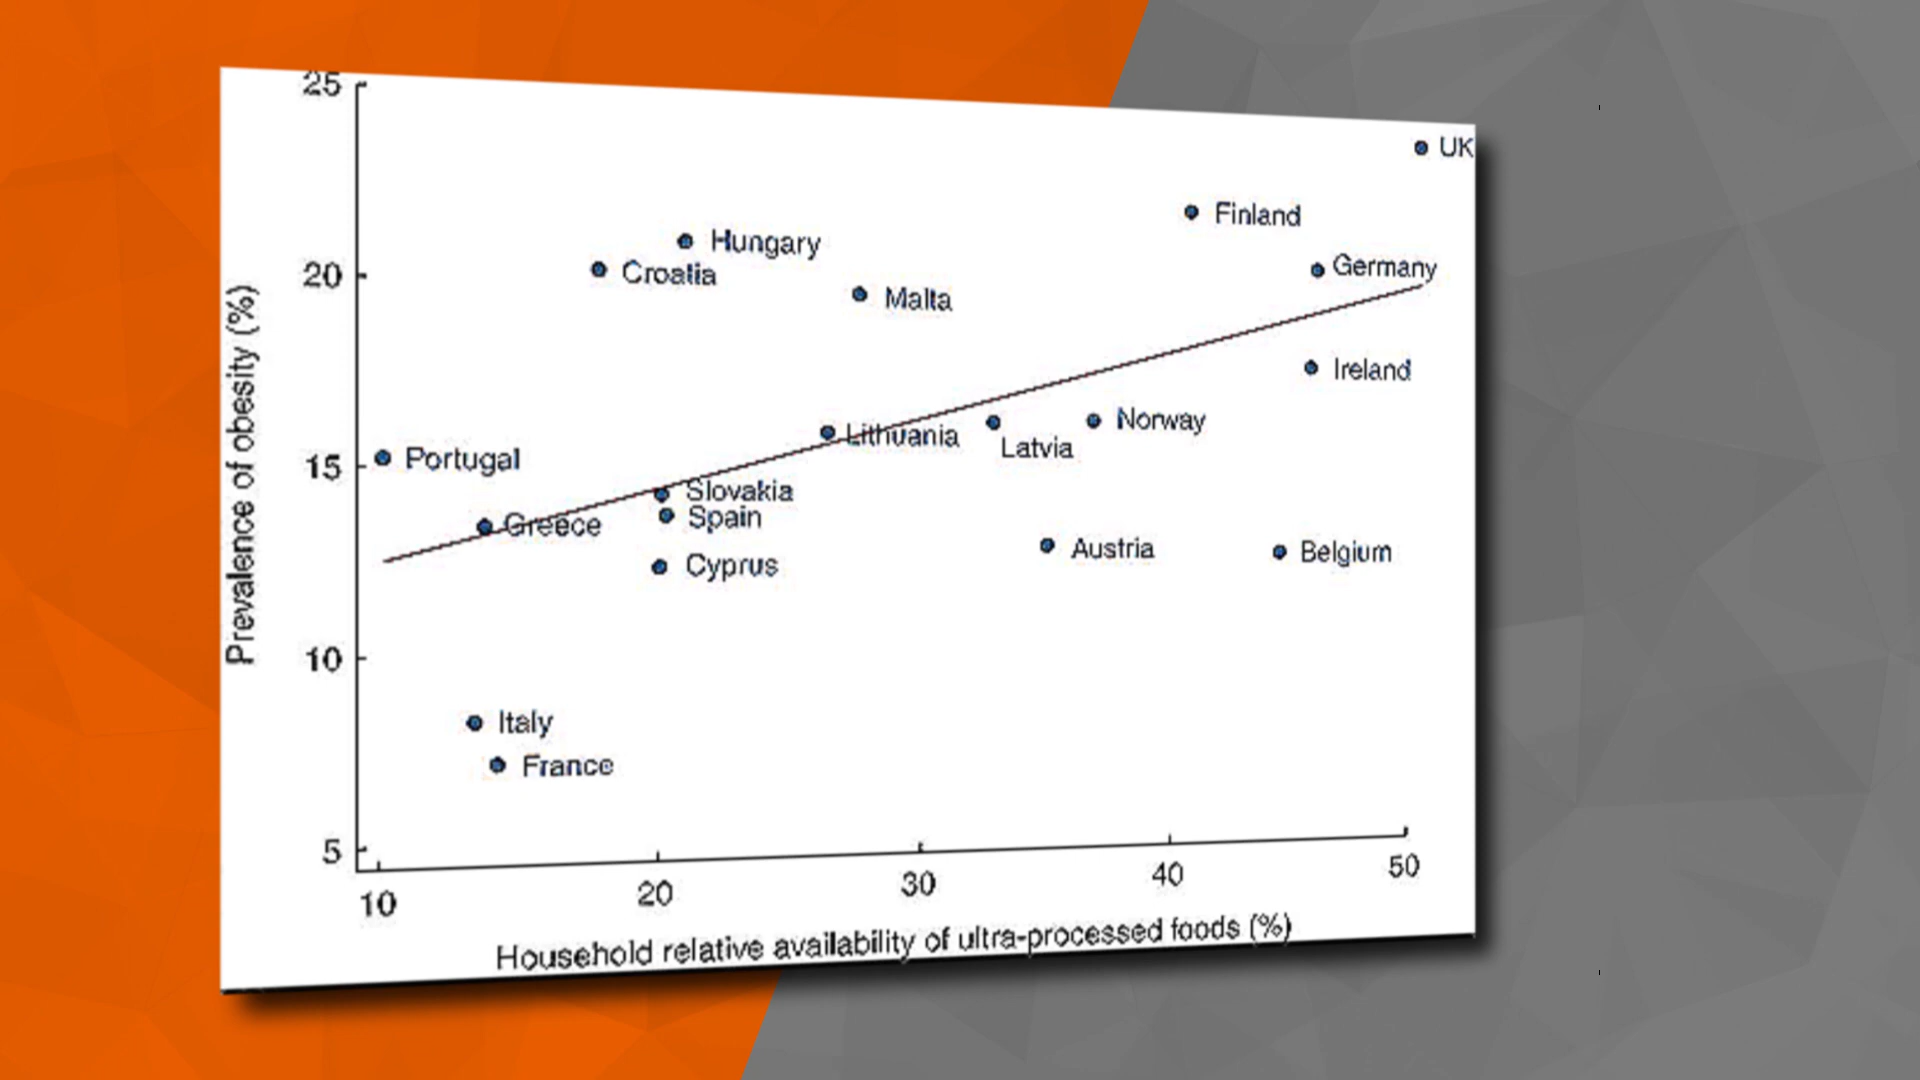 25
20
15
10
5
Prevalence of obesity (%)
UK
Finland
Hungary
Croatia
Germany
Malta
Ireland
Norway
Lithuania
Latvia
Portugal
Slovakia
Spain
Greece
Austria
Belgium
Cyprus
Italy
France
10 20 30 40 50
Household relative availability of ultra-processed foods (%)